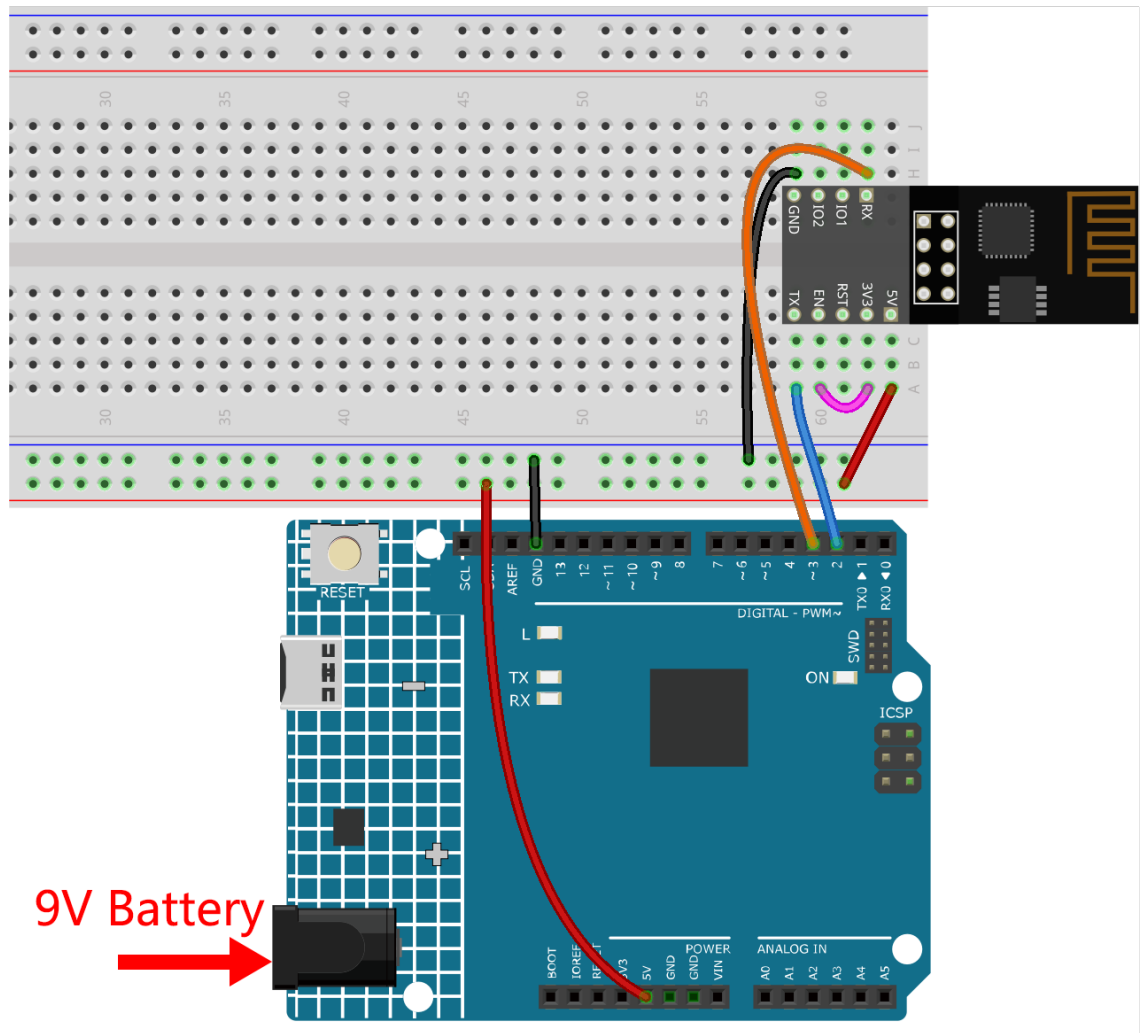 30 35 40 45 50 55 60
J
I
H
GND IO2 IO1 RX
TX EN RST 3V3 5V
C
B
A
30 35 40 45 50 55 60
SCL AREF GND 13 12 ~11 ~10 ~9 8 7 ~6 ~5 4 ~3 2 TX0▶1 RX0◀0
RESET
DIGITAL - PWM~
L
SWD
TX
ON
RX
ICSP
9V Battery
POWER
ANALOG IN
BOOT IOREF 5V GND GND VIN A0 A1 A2 A3 A4 A5